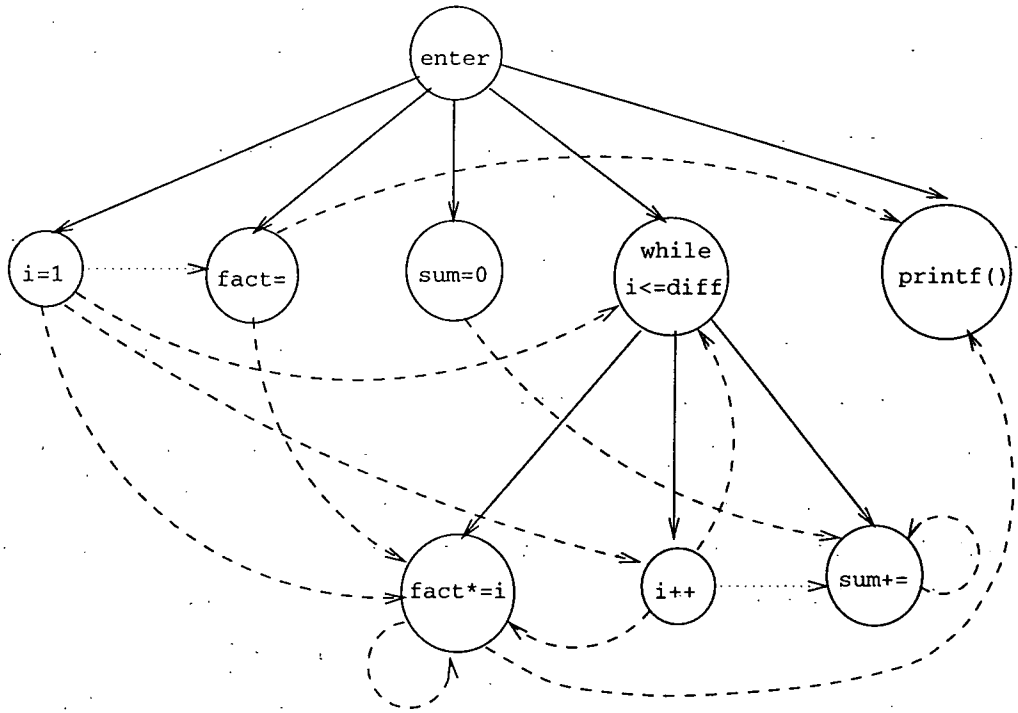 enter
i=1
fact=
sum=0
while
i<=diff
printf()
fact*=i
i++
sum+=